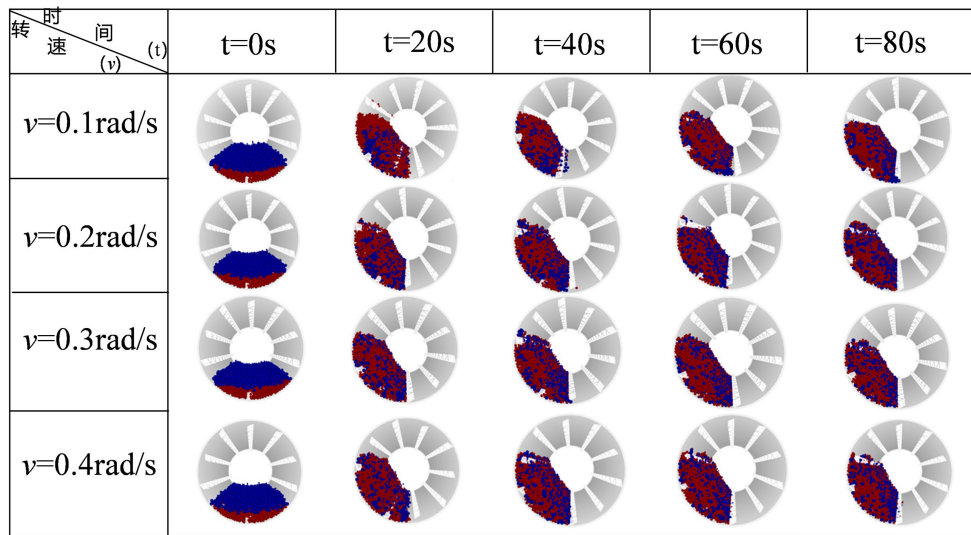 转 时 速 间 (v) (t)
t=0s t=20s t=40s t=60s t=80s
v=0.1rad/s
v=0.2rad/s
v=0.3rad/s
v=0.4rad/s